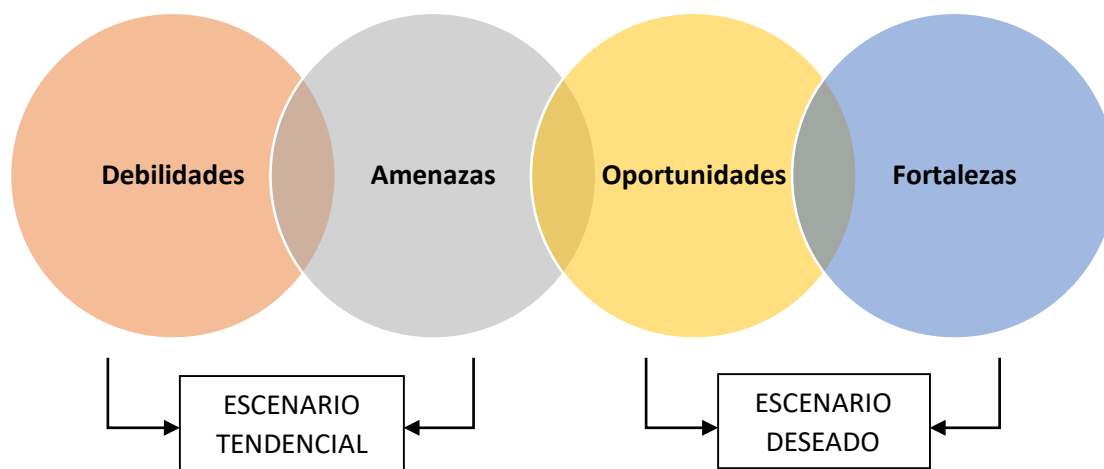 Debilidades
Amenazas
Oportunidades
Fortalezas
ESCENARIO
TENDENCIAL
ESCENARIO
DESEADO